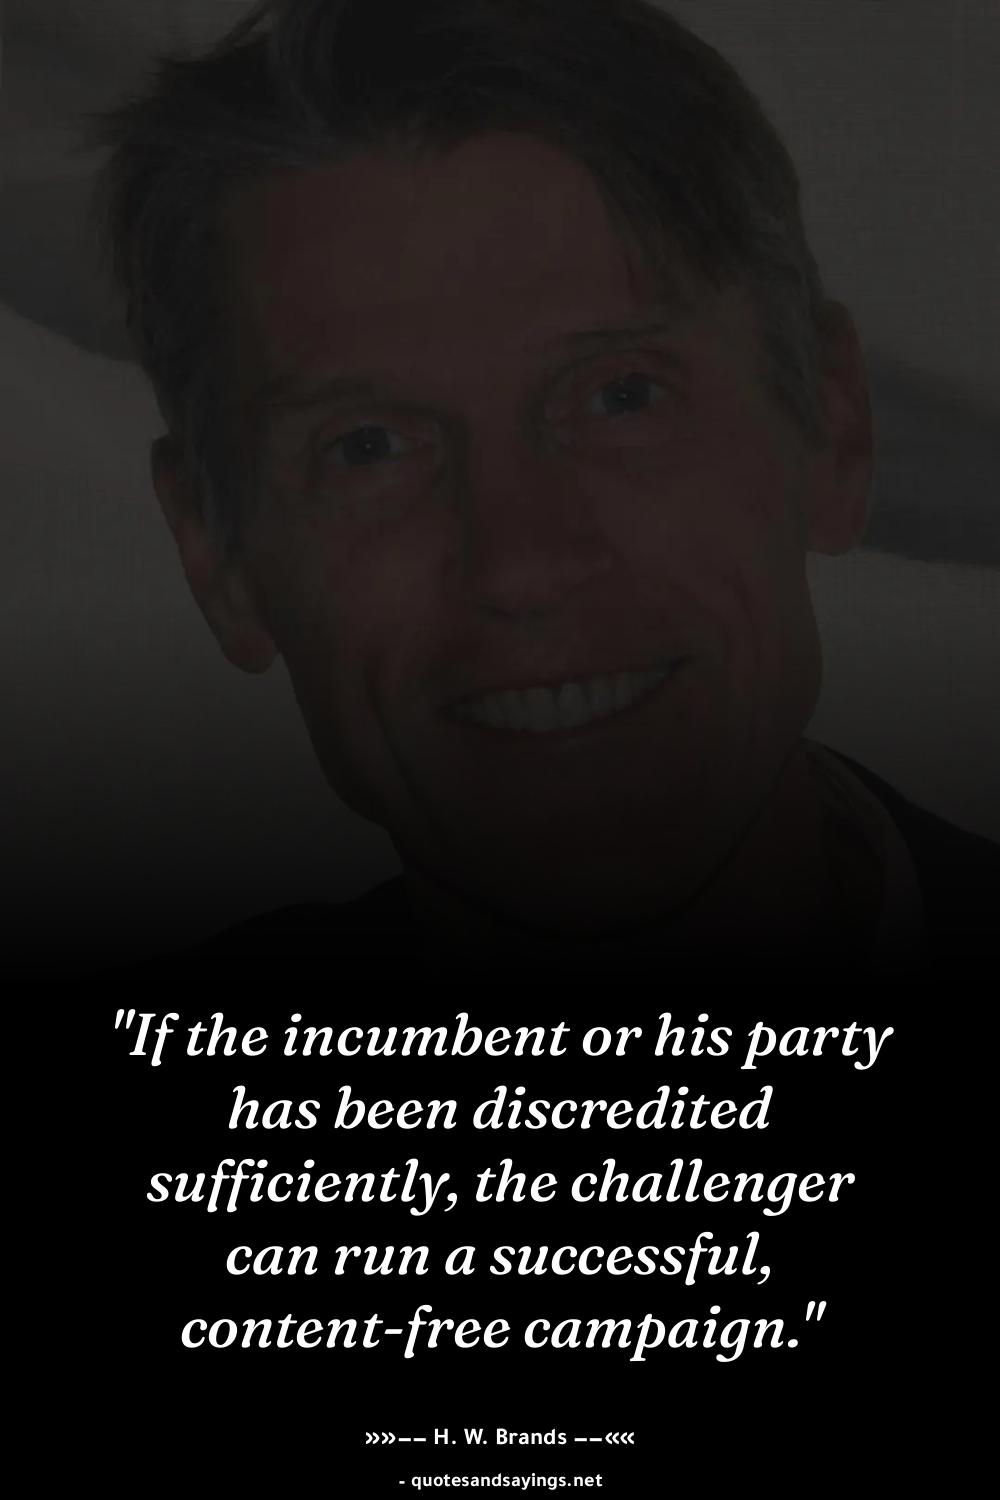 "If the incumbent or his party
has been discredited
sufficiently, the challenger
can run a successful,
content-free campaign."
»»–– H. W. Brands ––««
- quotesandsayings.net